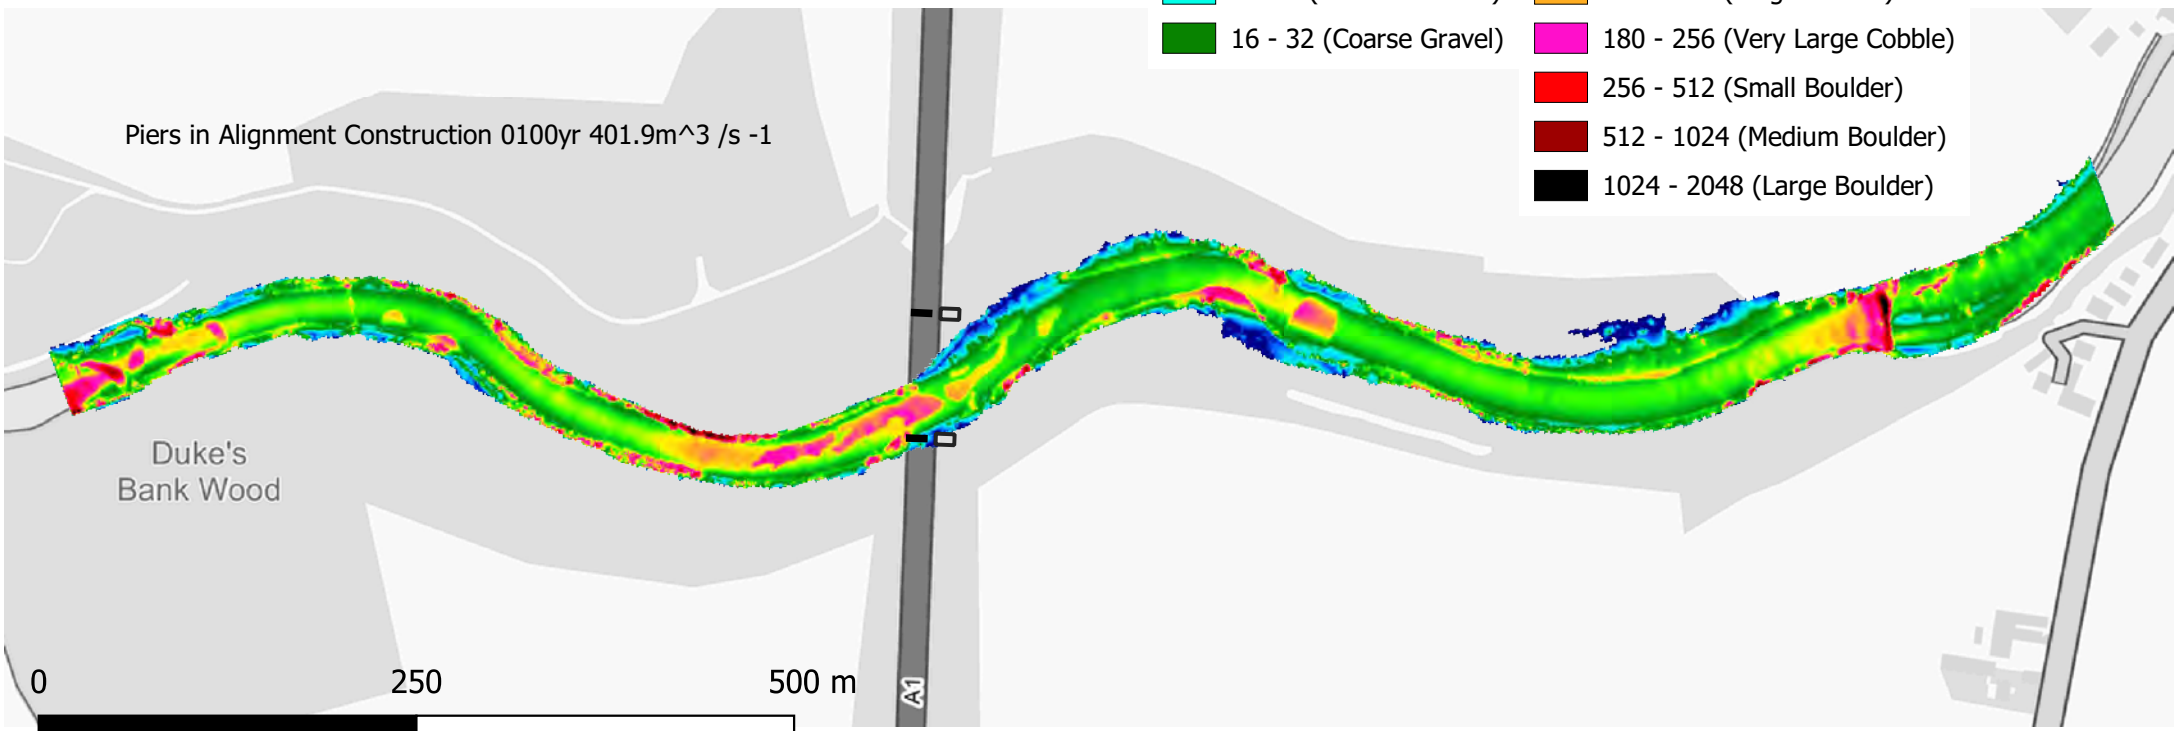 16 - 32 (Coarse Gravel)
180 - 256 (Very Large Cobble)
256 - 512 (Small Boulder)
512 - 1024 (Medium Boulder)
1024 - 2048 (Large Boulder)
Piers in Alignment Construction 0100yr 401.9m^3 /s -1
Duke's
Bank Wood
0 250 500 m
A1